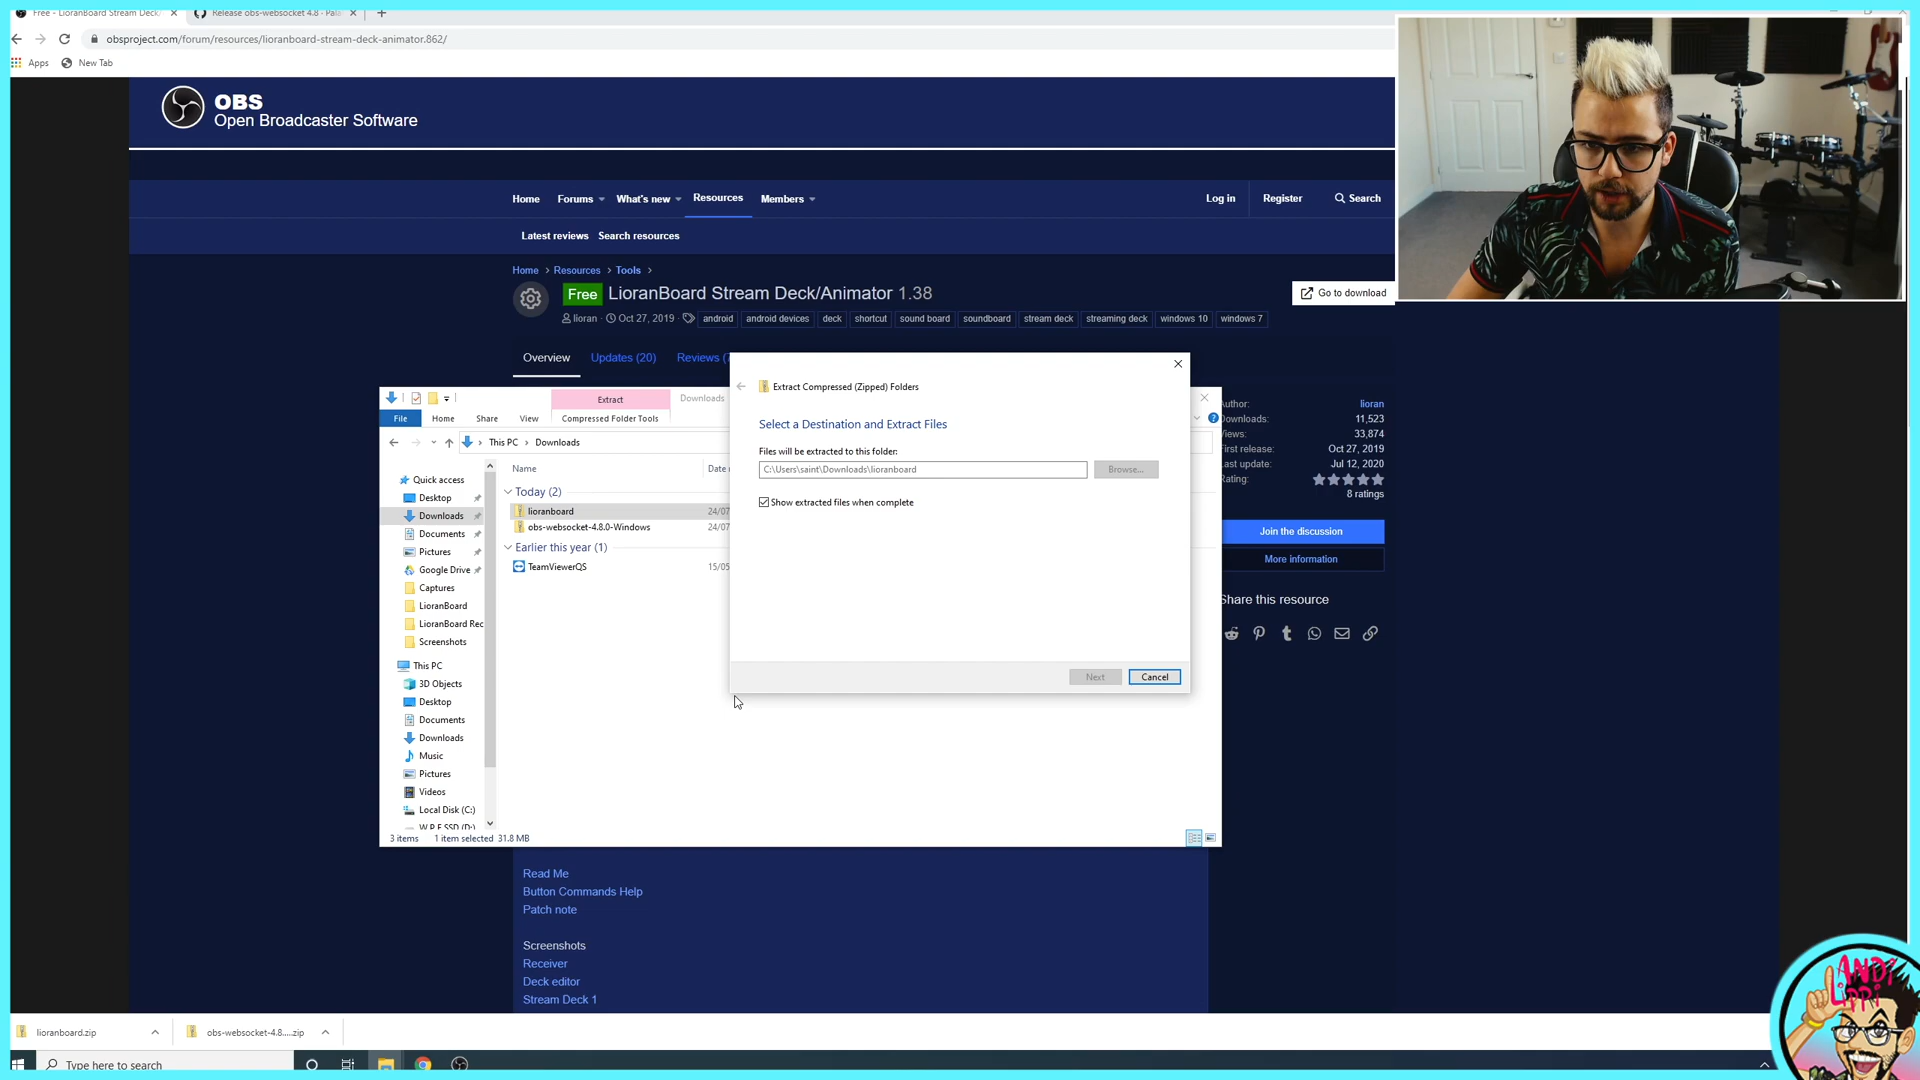 Free - LioranBoard Stream Deck/
Release obs-websocket 4.8 - Pala
obsproject.com/forum/resources/lioranboard-stream-deck-animator.862/
Apps
New Tab
OBS
Open Broadcaster Software
Home
Forums
What's new
Resources
Members
Log in
Register
Search
Latest reviews
Search resources
Home
Resources
Tools
Free
LioranBoard Stream Deck/Animator 1.38
Go to download
lioran
Oct 27, 2019
android
android devices
deck
shortcut
sound board
soundboard
stream deck
streaming deck
windows 10
windows 7
Overview
Updates (20)
Reviews (
Extract
Downloads
File
Home
Share
View
Compressed Folder Tools
This PC
Downloads
Name
Date
Quick access
Desktop
Downloads
Documents
Pictures
Google Drive
Captures
LioranBoard
LioranBoard Rec
Screenshots
This PC
3D Objects
Desktop
Documents
Downloads
Music
Pictures
Videos
Local Disk (C:)
W.P.E SSD (D:)
Today (2)
lioranboard
24/07
obs-websocket-4.8.0-Windows
24/07
Earlier this year (1)
TeamViewerQS
15/05
3 items
1 item selected 31.8 MB
Extract Compressed (Zipped) Folders
Select a Destination and Extract Files
Files will be extracted to this folder:
C:\Users\saint\Downloads\lioranboard
Browse...
Show extracted files when complete
Next
Cancel
Author:
lioran
Downloads:
11,523
Views:
33,874
First release:
Oct 27, 2019
Last update:
Jul 12, 2020
Rating:
8 ratings
Join the discussion
More information
Share this resource
Read Me
Button Commands Help
Patch note
Screenshots
Receiver
Deck editor
Stream Deck 1
lioranboard.zip
obs-websocket-4.8....zip
Type here to search
ANDI
LIPPI